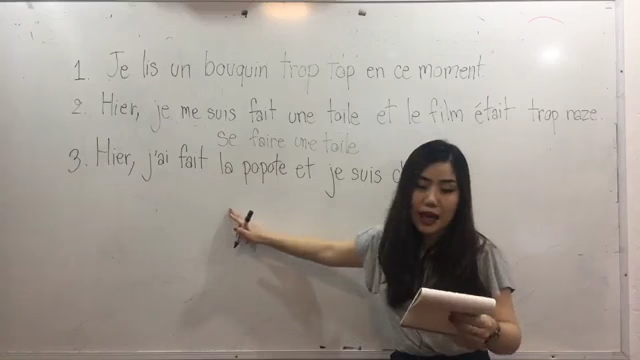 1. Je lis un bouquin trop top en ce moment.
2. Hier, je me suis fait une toile et le film était trop naze.
se faire une toile
3. Hier, j'ai fait la popote et je suis